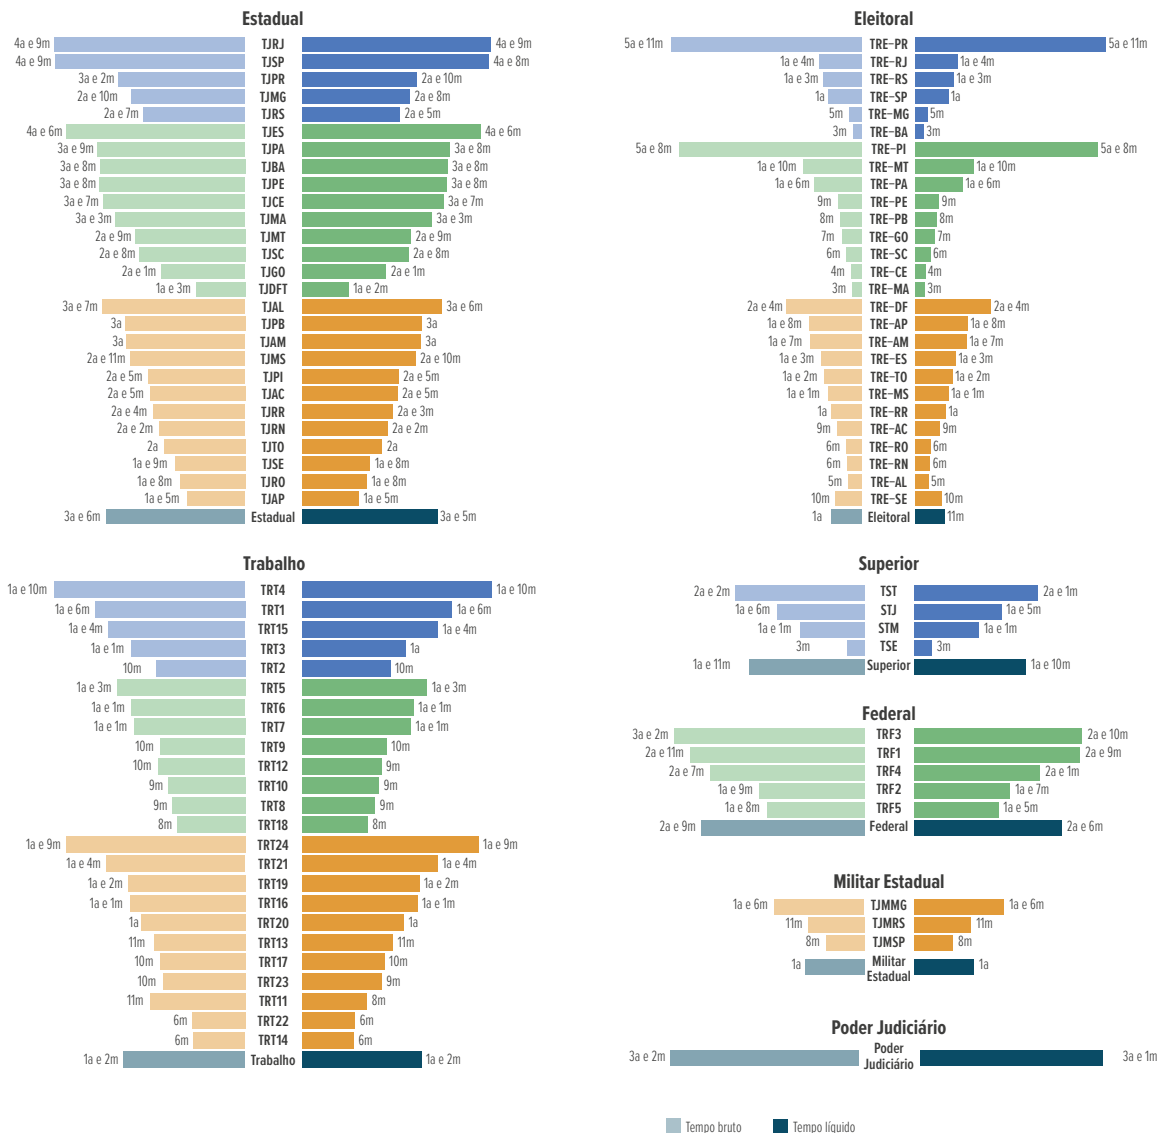 Estadual
4a e 9m TJRJ 4a e 9m
4a e 9m TJSP 4a e 8m
3a e 2m TJPR 2a e 10m
2a e 10m TJMG 2a e 8m
2a e 7m TJRS 2a e 5m
4a e 6m TJES 4a e 6m
3a e 9m TJPA 3a e 8m
3a e 8m TJBA 3a e 8m
3a e 8m TJPE 3a e 8m
3a e 7m TJCE 3a e 7m
3a e 3m TJMA 3a e 3m
2a e 9m TJMT 2a e 9m
2a e 8m TJSC 2a e 8m
2a e 1m TJGO 2a e 1m
1a e 3m TJDFT 1a e 2m
3a e 7m TJAL 3a e 6m
3a TJPB 3a
3a TJAM 3a
2a e 11m TJMS 2a e 10m
2a e 5m TJPI 2a e 5m
2a e 5m TJAC 2a e 5m
2a e 4m TJRR 2a e 3m
2a e 2m TJRN 2a e 2m
2a TJTO 2a
1a e 9m TJSE 1a e 8m
1a e 8m TJRO 1a e 8m
1a e 5m TJAP 1a e 5m
3a e 6m Estadual 3a e 5m
Eleitoral
5a e 11m TRE-PR 5a e 11m
1a e 4m TRE-RJ 1a e 4m
1a e 3m TRE-RS 1a e 3m
1a TRE-SP 1a
5m TRE-MG 5m
3m TRE-BA 3m
5a e 8m TRE-PI 5a e 8m
1a e 10m TRE-MT 1a e 10m
1a e 6m TRE-PA 1a e 6m
9m TRE-PE 9m
8m TRE-PB 8m
7m TRE-GO 7m
6m TRE-SC 6m
4m TRE-CE 4m
3m TRE-MA 3m
2a e 4m TRE-DF 2a e 4m
1a e 8m TRE-AP 1a e 8m
1a e 7m TRE-AM 1a e 7m
1a e 3m TRE-ES 1a e 3m
1a e 2m TRE-TO 1a e 2m
1a e 1m TRE-MS 1a e 1m
1a TRE-RR 1a
9m TRE-AC 9m
6m TRE-RO 6m
6m TRE-RN 6m
5m TRE-AL 5m
10m TRE-SE 10m
1a Eleitoral 11m
Trabalho
1a e 10m TRT4 1a e 10m
1a e 6m TRT1 1a e 6m
1a e 4m TRT15 1a e 4m
1a e 1m TRT3 1a
10m TRT2 10m
1a e 3m TRT5 1a e 3m
1a e 1m TRT6 1a e 1m
1a e 1m TRT7 1a e 1m
10m TRT9 10m
10m TRT12 9m
9m TRT10 9m
9m TRT8 9m
8m TRT18 8m
1a e 9m TRT24 1a e 9m
1a e 4m TRT21 1a e 4m
1a e 2m TRT19 1a e 2m
1a e 1m TRT16 1a e 1m
1a TRT20 1a
11m TRT13 11m
10m TRT17 10m
10m TRT23 9m
11m TRT11 8m
6m TRT22 6m
6m TRT14 6m
1a e 2m Trabalho 1a e 2m
Superior
2a e 2m TST 2a e 1m
1a e 6m STJ 1a e 5m
1a e 1m STM 1a e 1m
3m TSE 3m
1a e 11m Superior 1a e 10m
Federal
3a e 2m TRF3 2a e 10m
2a e 11m TRF1 2a e 9m
2a e 7m TRF4 2a e 1m
1a e 9m TRF2 1a e 7m
1a e 8m TRF5 1a e 5m
2a e 9m Federal 2a e 6m
Militar Estadual
1a e 6m TJMMG 1a e 6m
11m TJMRS 11m
8m TJMSP 8m
1a Militar 1a
Estadual
Poder Judiciário
3a e 2m Poder 3a e 1m
Judiciário
Tempo bruto Tempo líquido